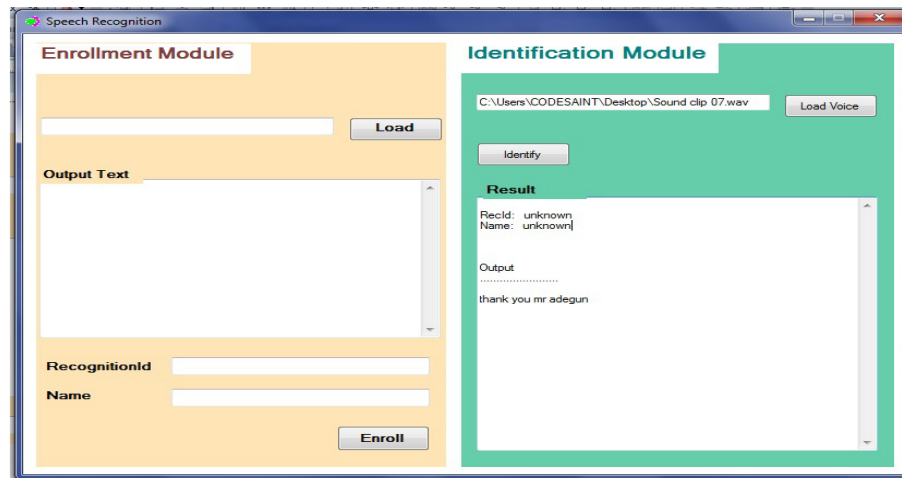 Speech Recognition
Enrollment Module
Load
Output Text
RecognitionId
Name
Enroll
Identification Module
C:\Users\CODESAINT\Desktop\Sound clip 07.wav
Load Voice
Identify
Result
RecId: unknown
Name: unknown
Output
........................
thank you mr adegun